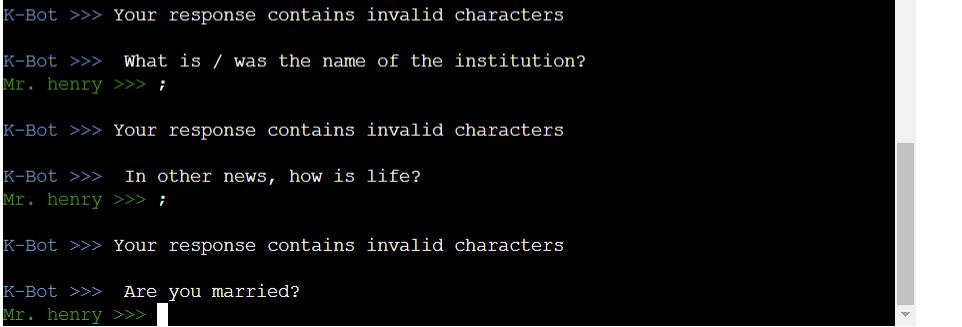 K-Bot >>> Your response contains invalid characters
K-Bot >>>  What is / was the name of the institution?
Mr. henry >>> ;
K-Bot >>> Your response contains invalid characters
K-Bot >>>  In other news, how is life?
Mr. henry >>> ;
K-Bot >>> Your response contains invalid characters
K-Bot >>>  Are you married?
Mr. henry >>>